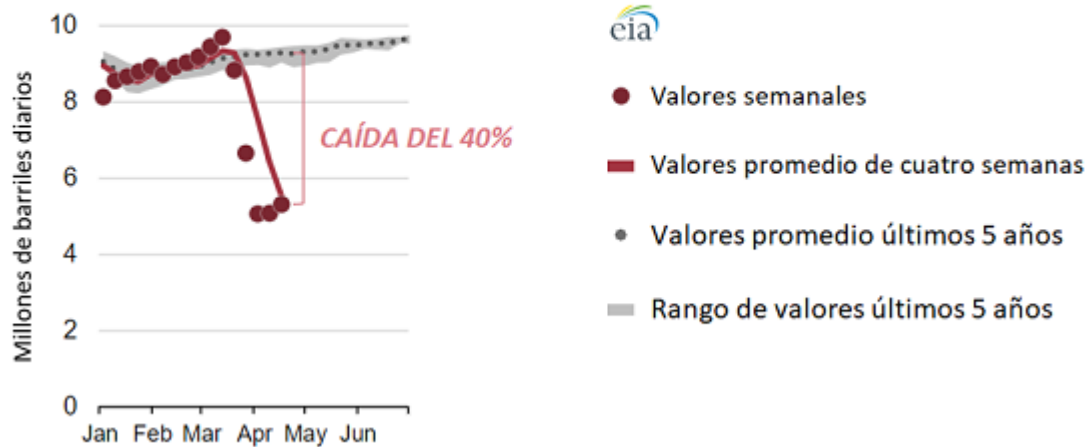 Millones de barriles diarios
10
8
6
4
2
0
Jan Feb Mar Apr May Jun
CAÍDA DEL 40%
eia
Valores semanales
Valores promedio de cuatro semanas
Valores promedio últimos 5 años
Rango de valores últimos 5 años